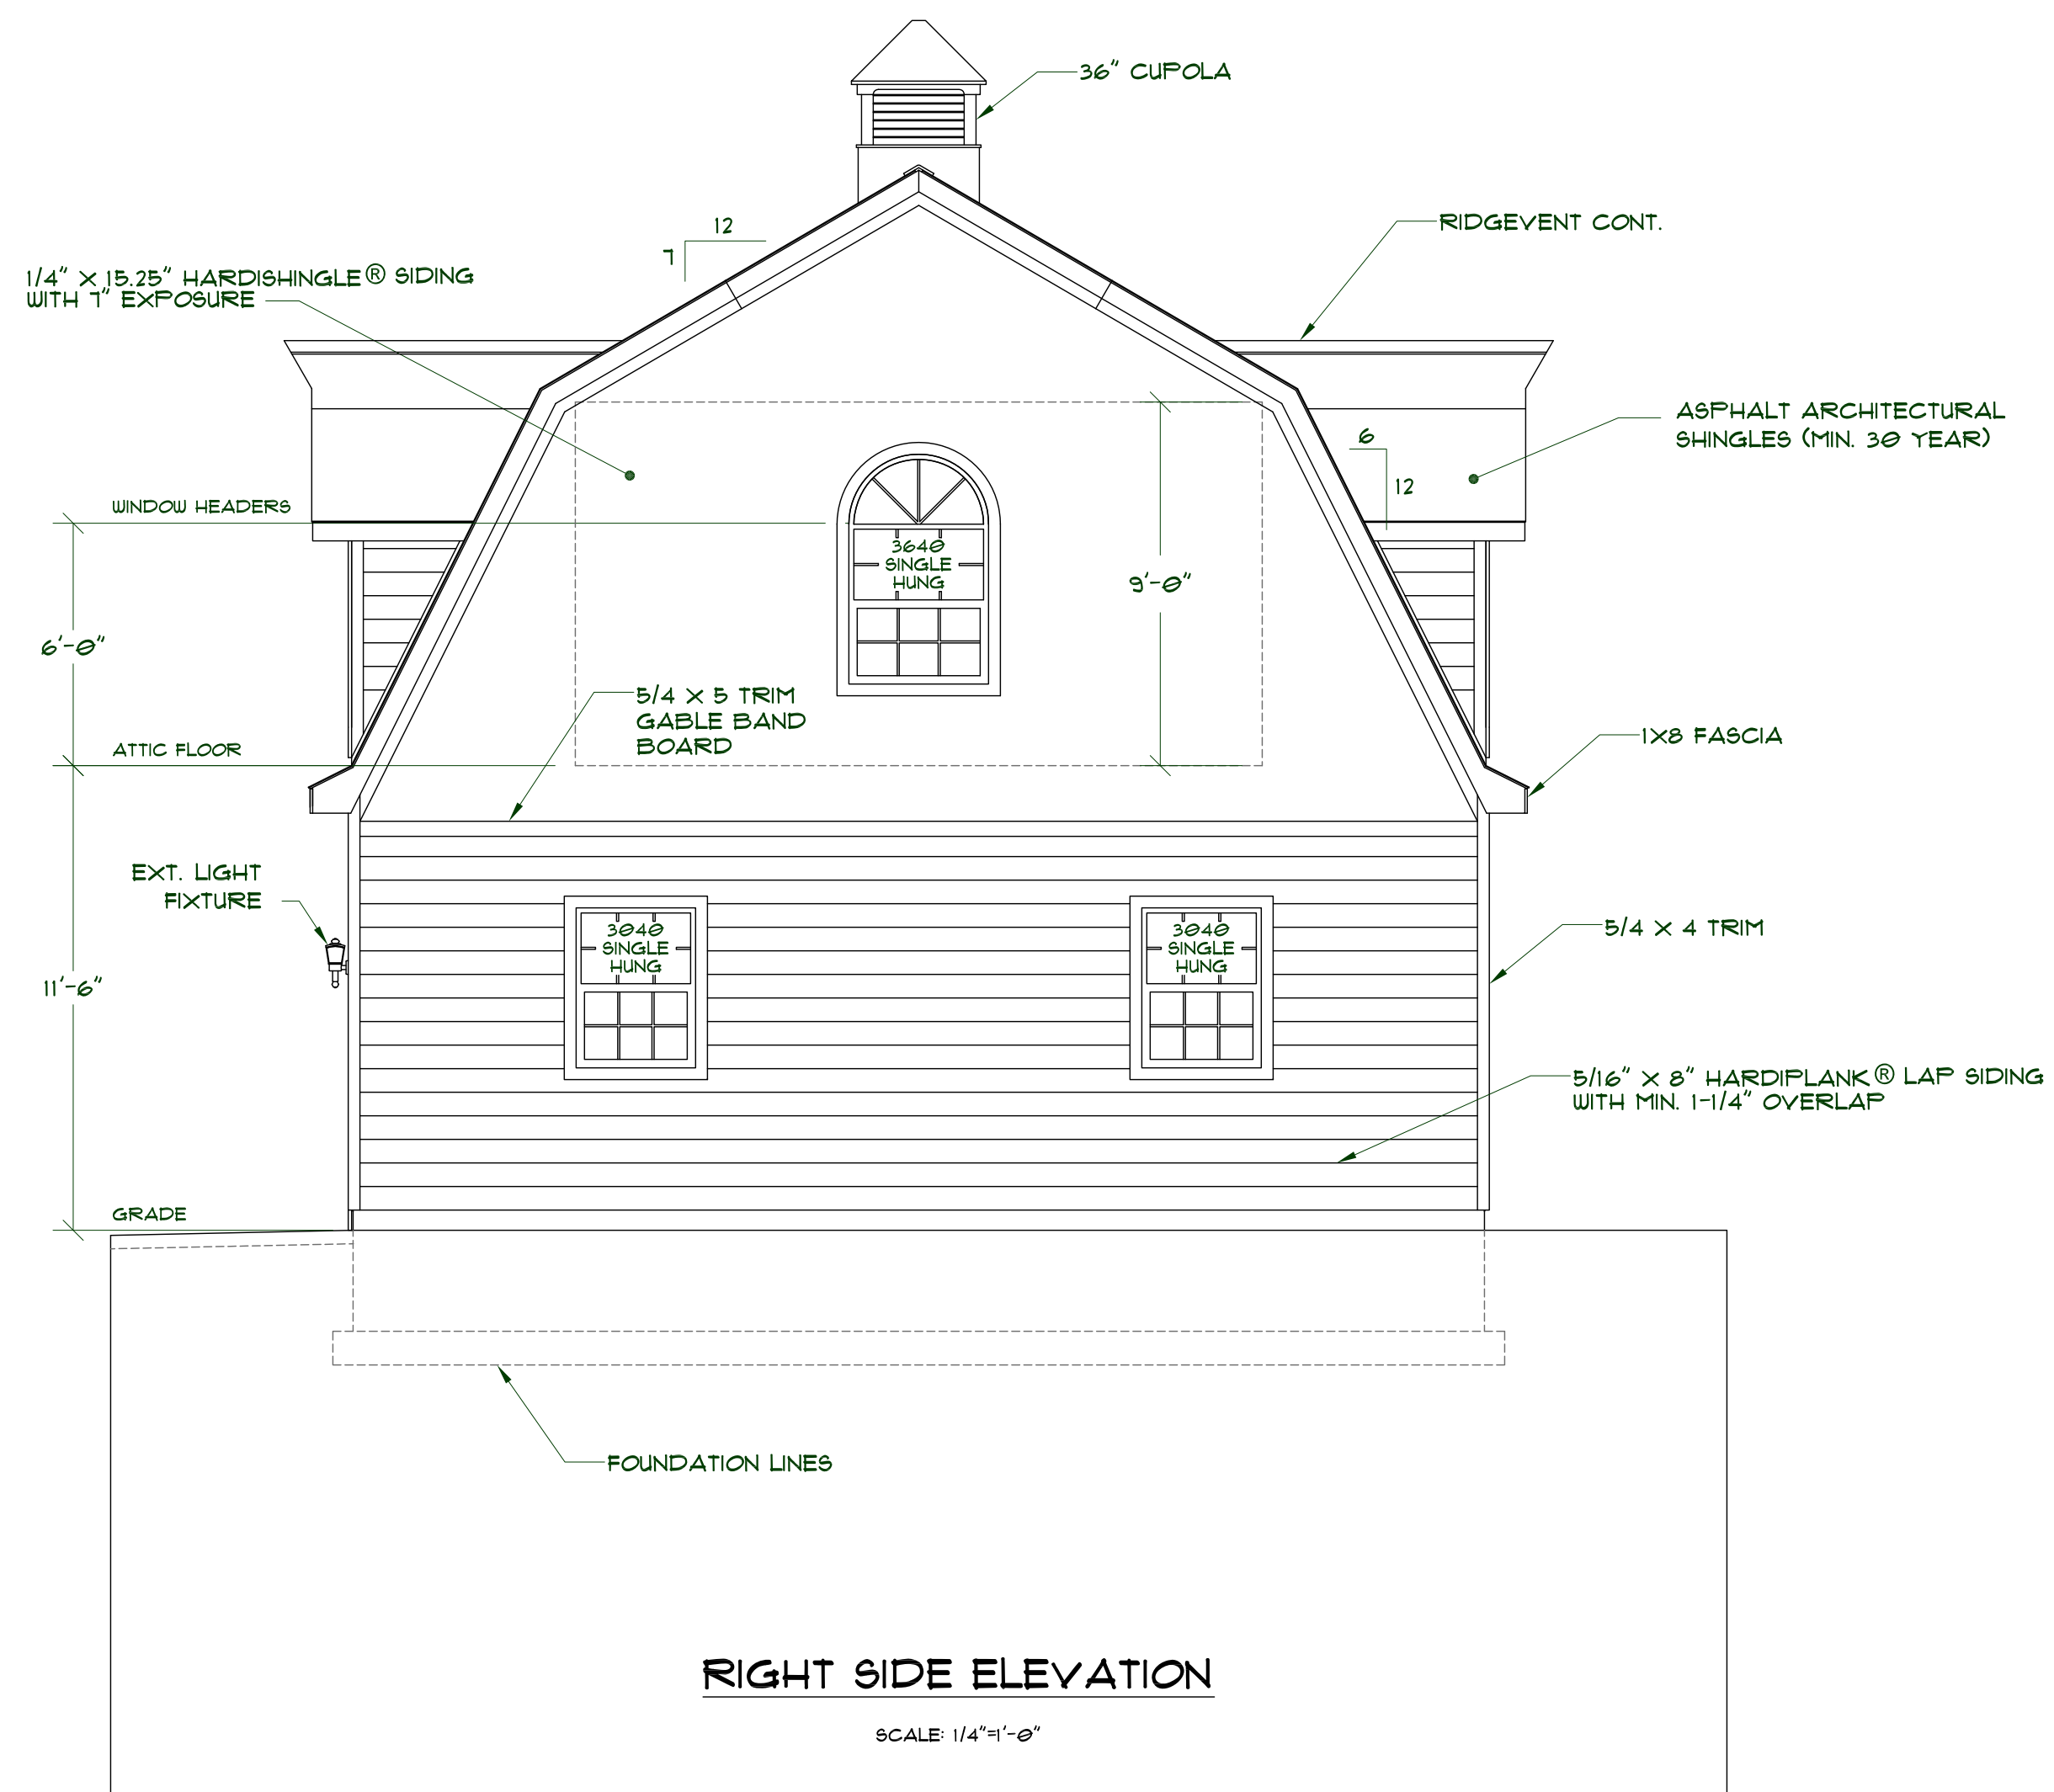 36" CUPOLA
12
7
RIDGEVENT CONT.
1/4" X 15.25" HARDISHINGLE® SIDING
WITH 7" EXPOSURE
ASPHALT ARCHITECTURAL
SHINGLES (MIN. 30 YEAR)
6
12
WINDOW HEADERS
3640
SINGLE
HUNG
9'-0"
6'-0"
5/4 X 5 TRIM
GABLE BAND
BOARD
ATTIC FLOOR
1X8 FASCIA
EXT. LIGHT
FIXTURE
3040
SINGLE
HUNG
3040
SINGLE
HUNG
5/4 X 4 TRIM
11'-6"
5/16" X 8" HARDIPLANK® LAP SIDING
WITH MIN. 1-1/4" OVERLAP
GRADE
FOUNDATION LINES
RIGHT SIDE ELEVATION
SCALE: 1/4"=1'-0"